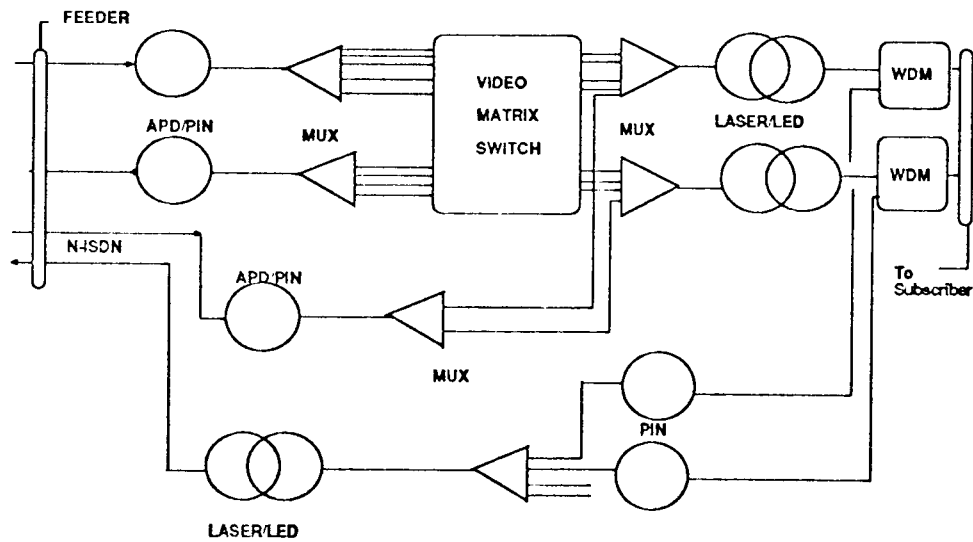 FEEDER
WDM
VIDEO
MATRIX
SWITCH
APD/PIN
MUX
MUX
LASER/LED
WDM
N-ISDN
APD/PIN
To
Subscriber
MUX
PIN
LASER/LED